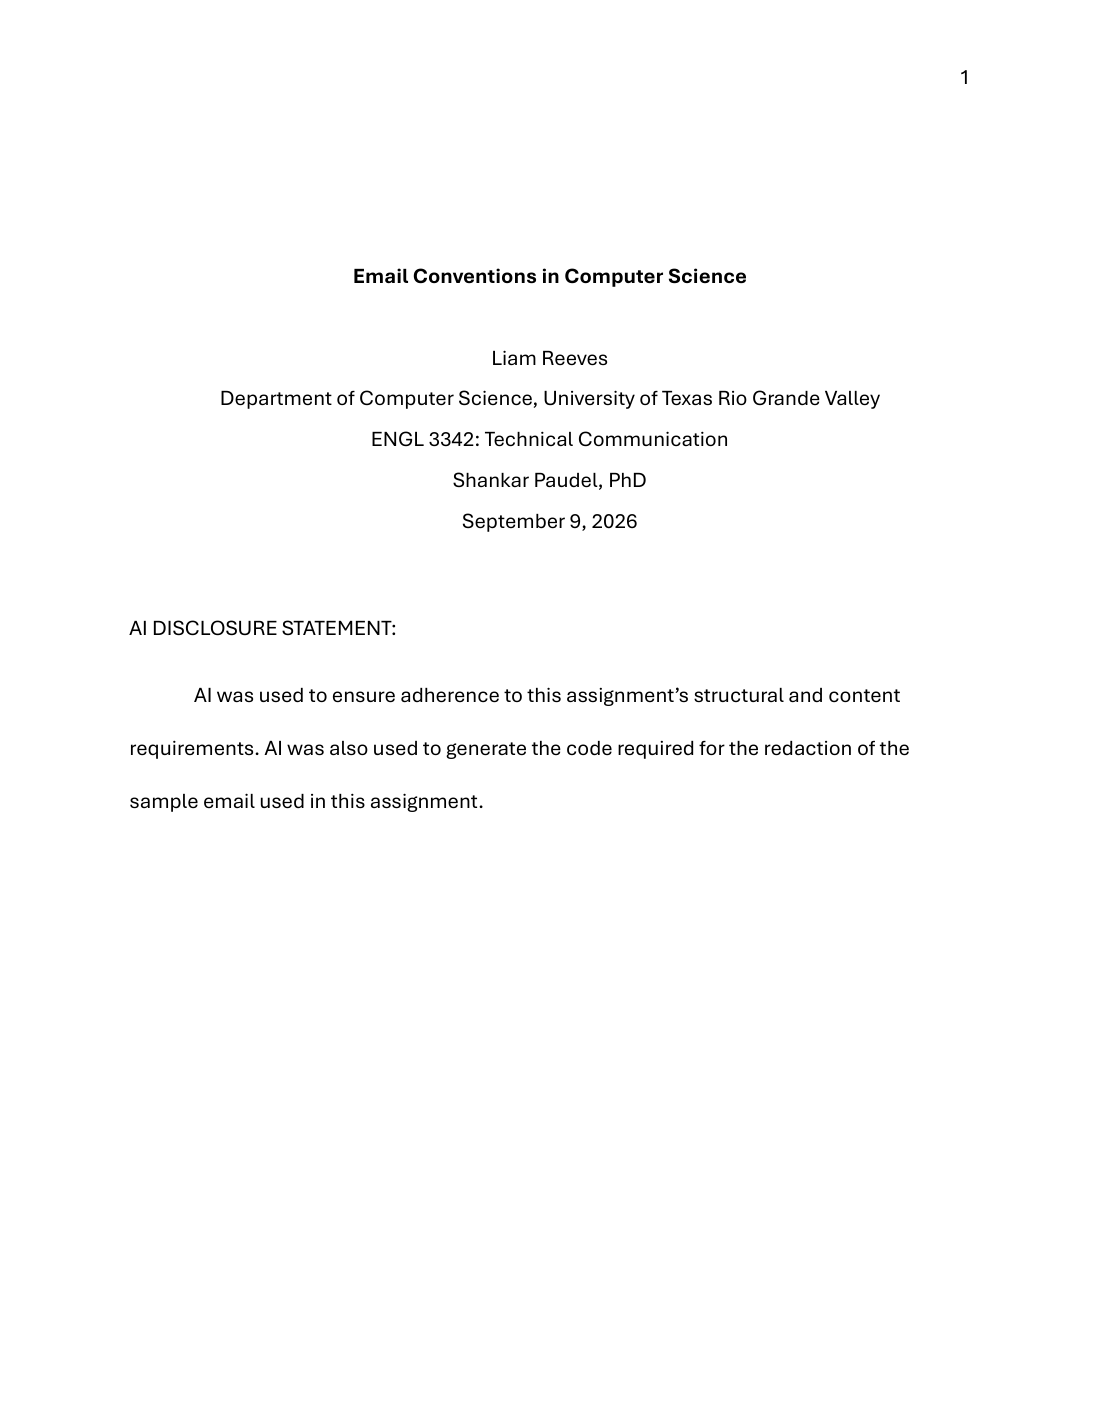 1
Email Conventions in Computer Science
Liam Reeves
Department of Computer Science, University of Texas Rio Grande Valley
ENGL 3342: Technical Communication
Shankar Paudel, PhD
September 9, 2026
AI DISCLOSURE STATEMENT:
AI was used to ensure adherence to this assignment’s structural and content
requirements. AI was also used to generate the code required for the redaction of the
sample email used in this assignment.